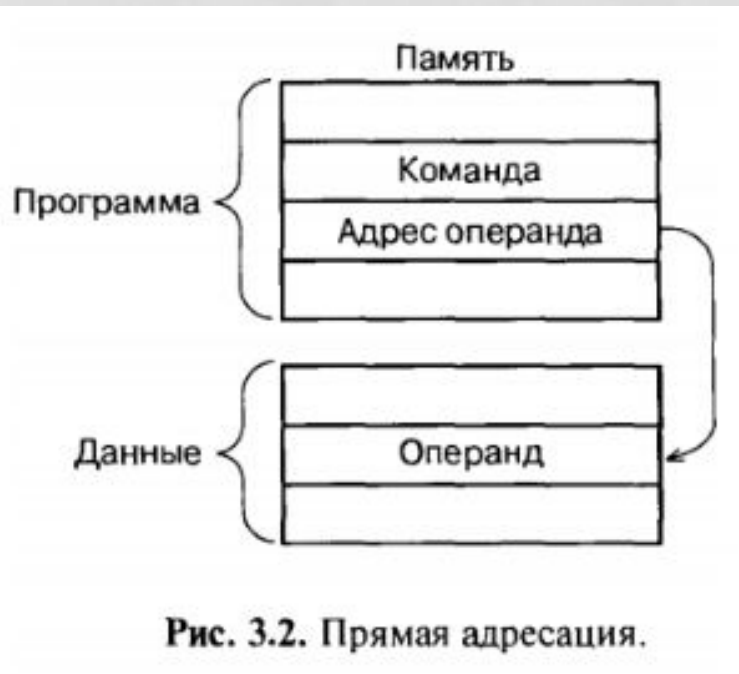 Память
Команда
Программа
Адрес операнда
Данные
Операнд
Рис. 3.2. Прямая адресация.